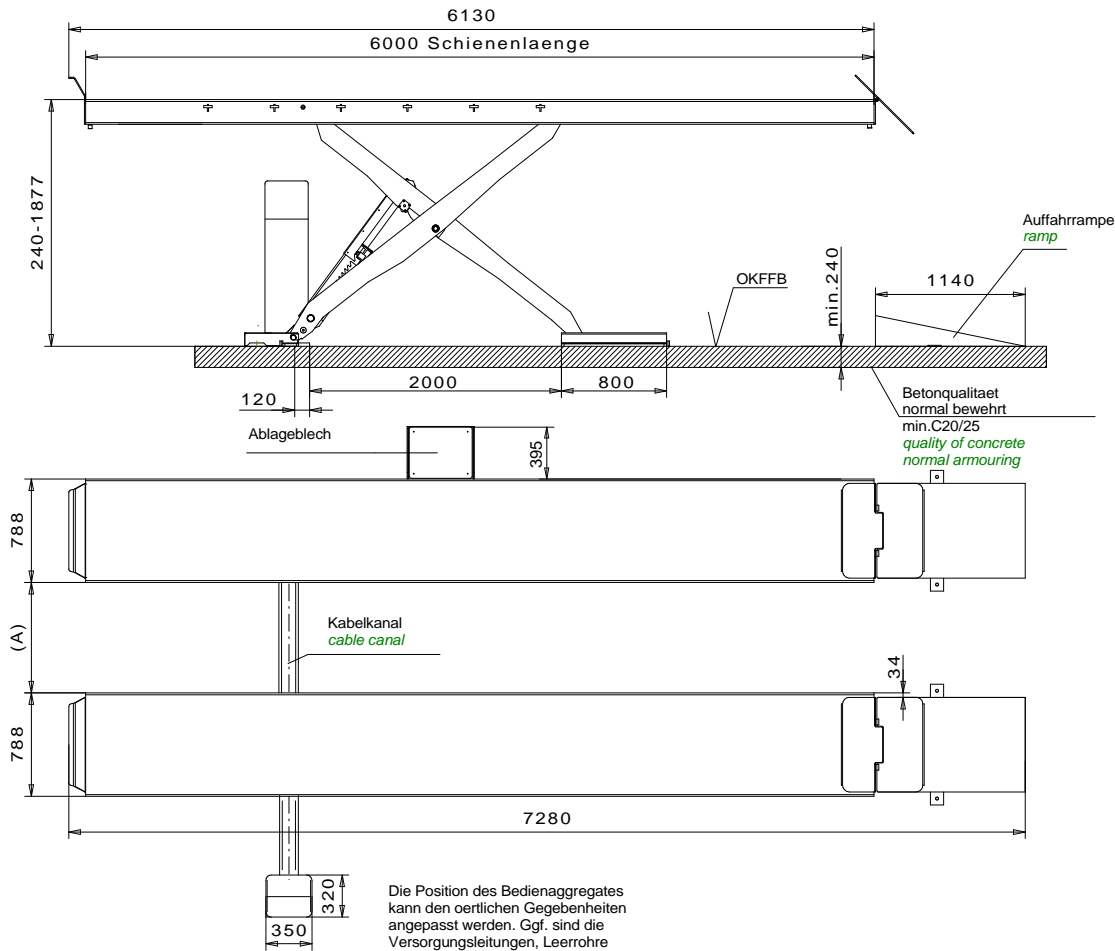 6130
6000 Schienenlaenge
240-1877
Auffahrrampe
ramp
OKFFB
min.240
1140
2000
800
120
Betonqualitaet
normal bewehrt
min.C20/25
quality of concrete
normal armouring
Ablageblech
395
788
(A)
Kabelkanal
cable canal
34
788
7280
320
350
Die Position des Bedienaggregates
kann den oertlichen Gegebenheiten
angepasst werden. Ggf. sind die
Versorgungsleitungen, Leerrohre